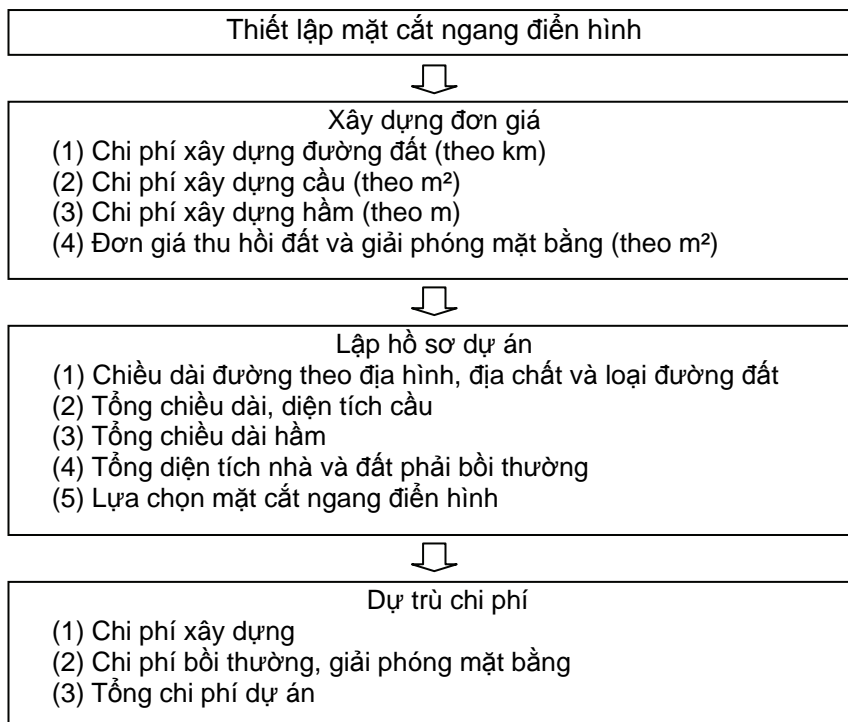 Thiết lập mặt cắt ngang điển hình
Xây dựng đơn giá
(1) Chi phí xây dựng đường đất (theo km)
(2) Chi phí xây dựng cầu (theo m²)
(3) Chi phí xây dựng hầm (theo m)
(4) Đơn giá thu hồi đất và giải phóng mặt bằng (theo m²)
Lập hồ sơ dự án
(1) Chiều dài đường theo địa hình, địa chất và loại đường đất
(2) Tổng chiều dài, diện tích cầu
(3) Tổng chiều dài hầm
(4) Tổng diện tích nhà và đất phải bồi thường
(5) Lựa chọn mặt cắt ngang điển hình
Dự trù chi phí
(1) Chi phí xây dựng
(2) Chi phí bồi thường, giải phóng mặt bằng
(3) Tổng chi phí dự án